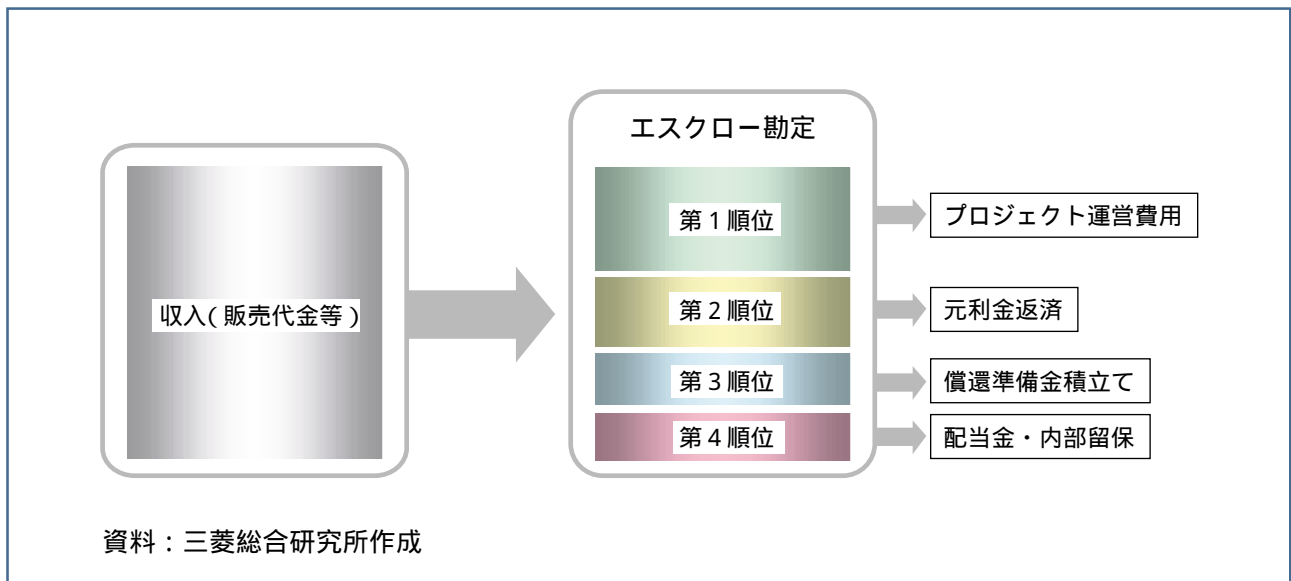 エスクロー勘定
収入(販売代金等)
第1順位
プロジェクト運営費用
第2順位
元利金返済
第3順位
償還準備金積立て
第4順位
配当金・内部留保
資料：三菱総合研究所作成